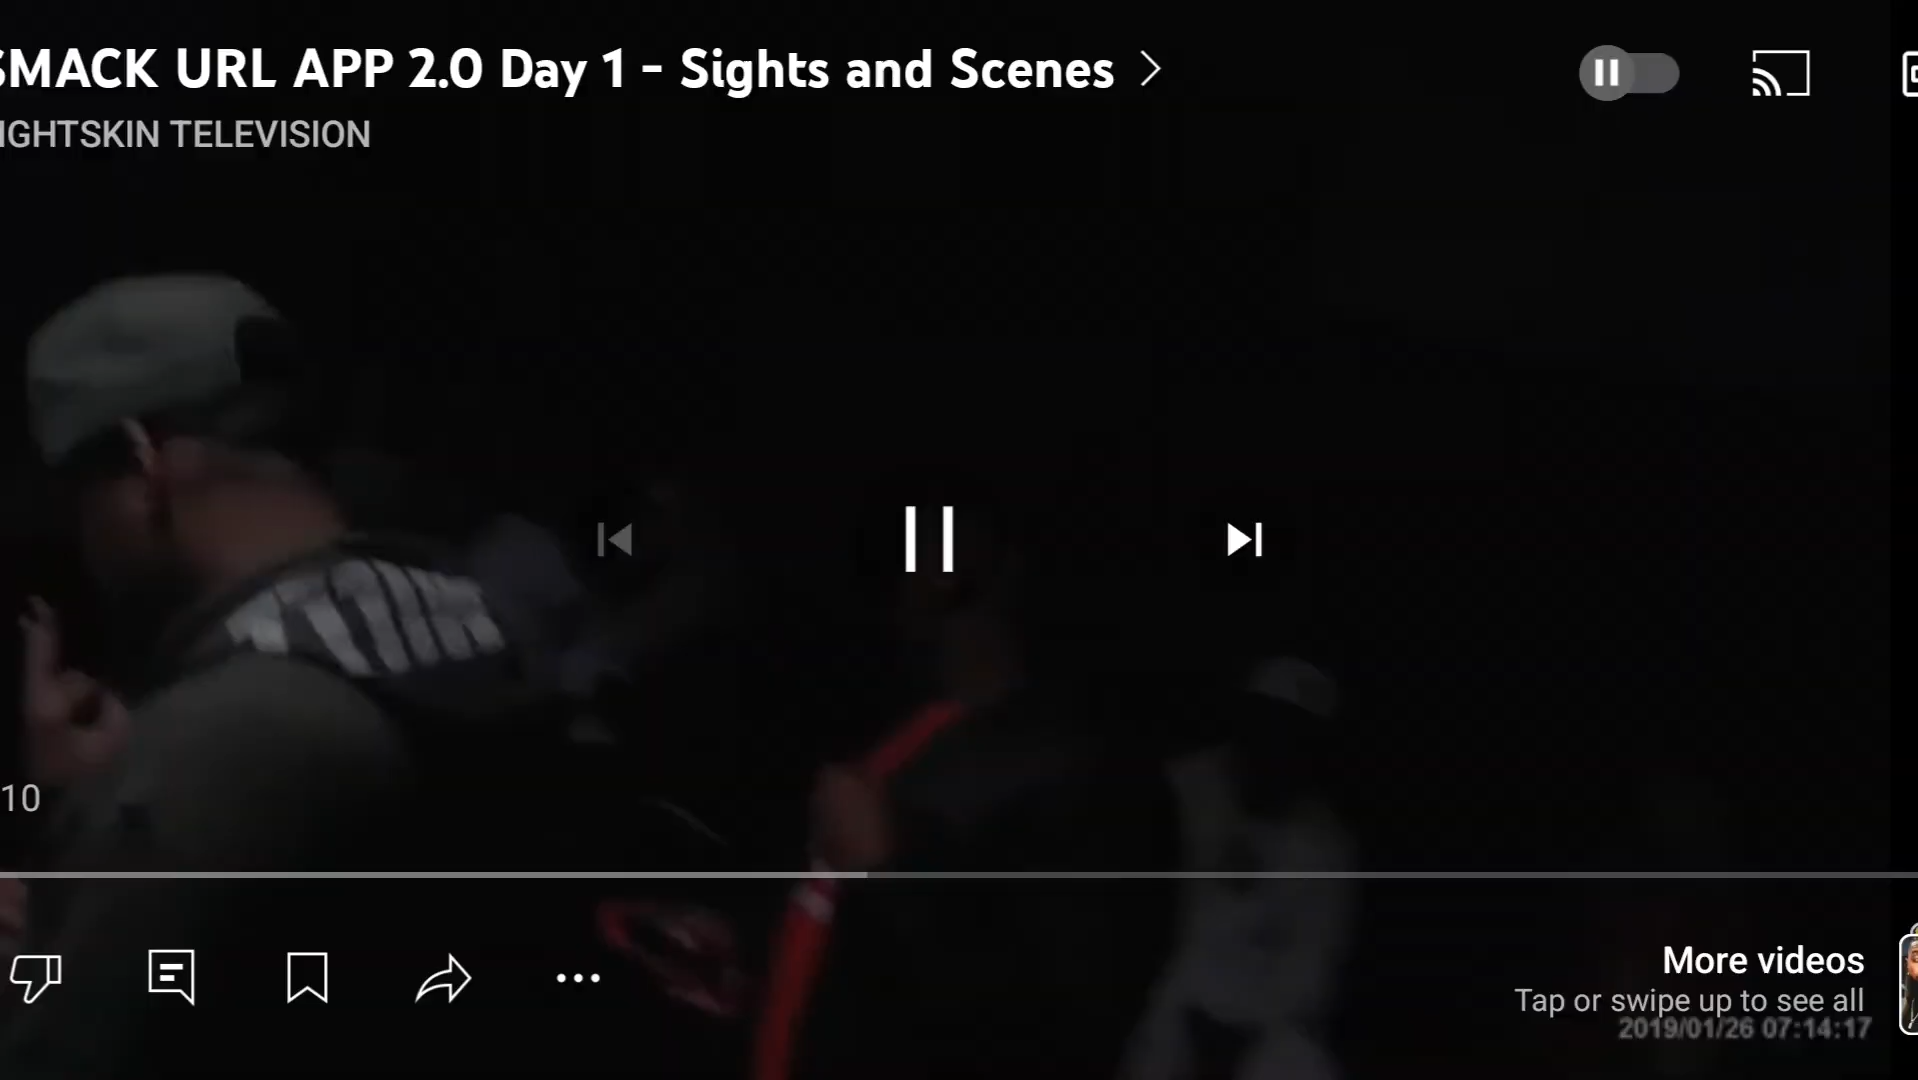 SMACK URL APP 2.0 Day 1 - Sights and Scenes
IGHTSKIN TELEVISION
10
More videos
Tap or swipe up to see all
2019/01/26 07:14:17